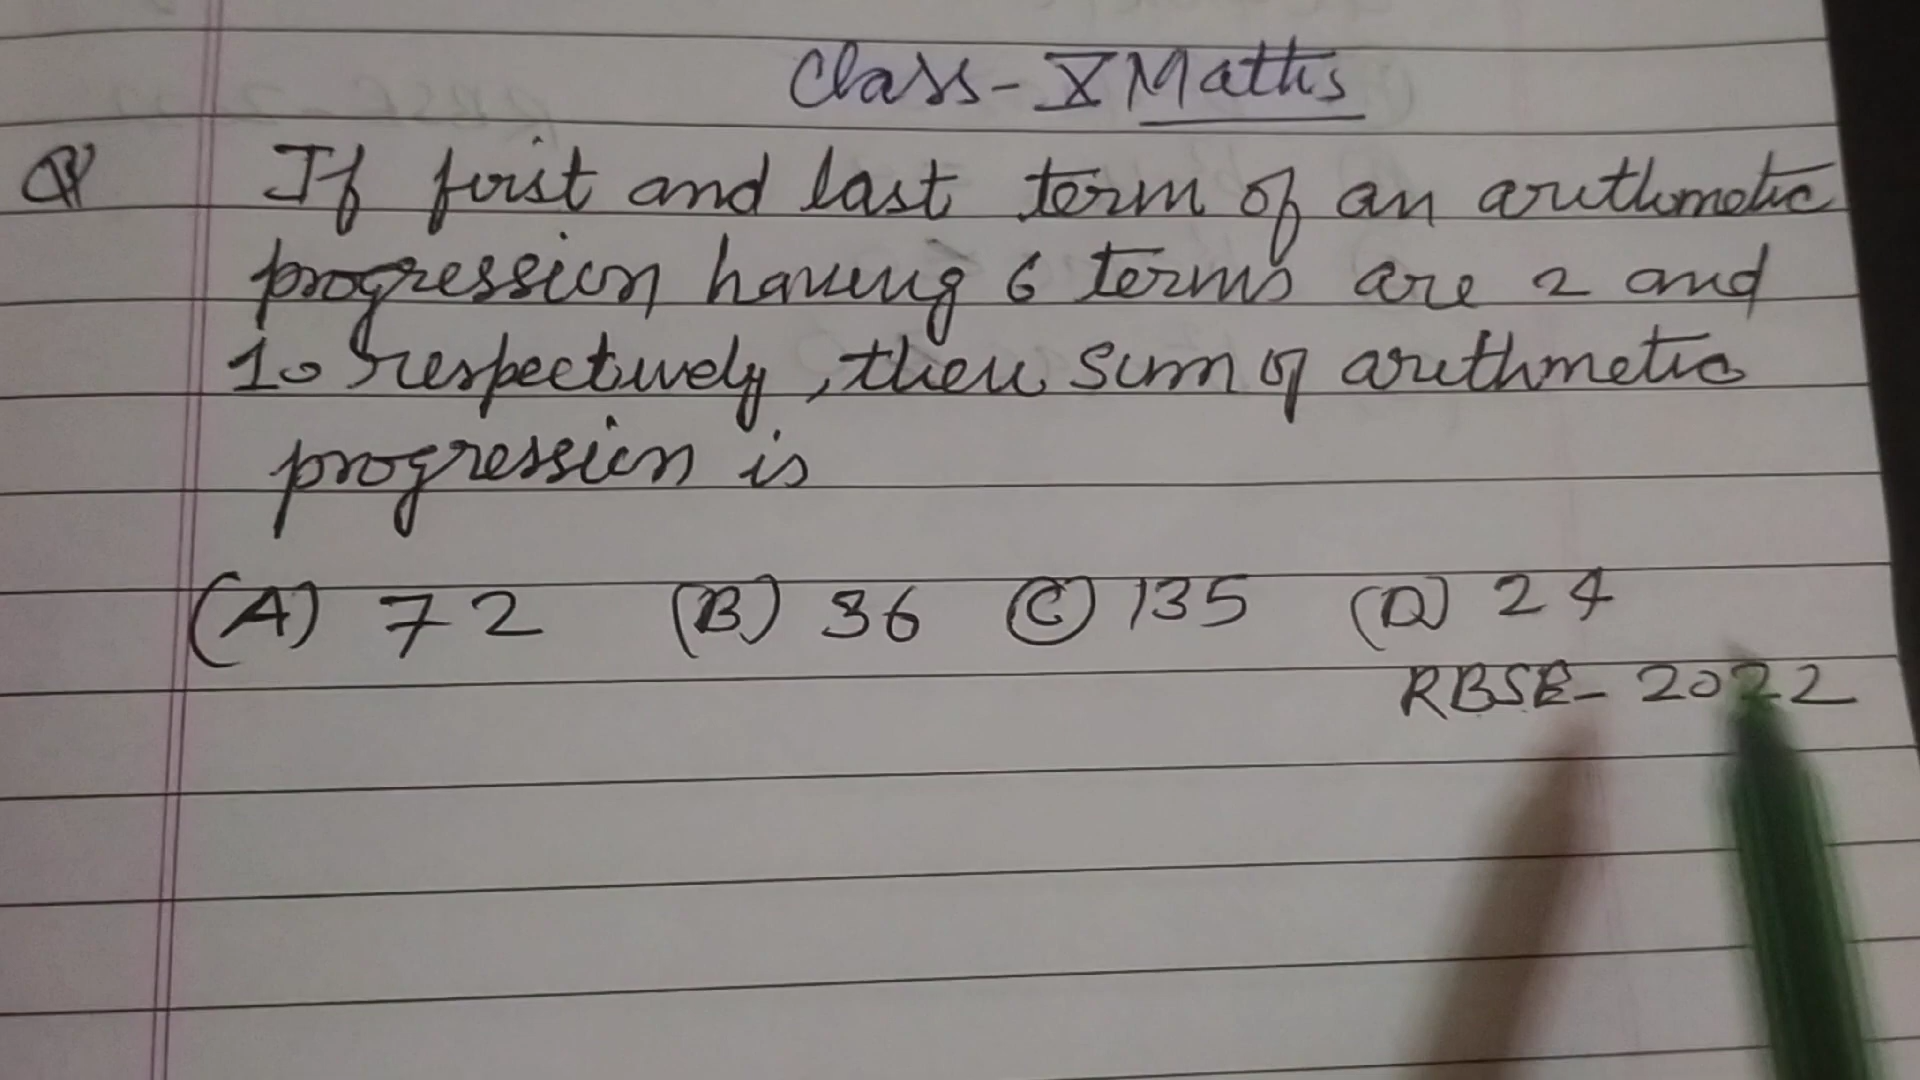 Class-X Maths
Q If first and last term of an arithmetic
progression having 6 terms are 2 and
10 respectively, then sum of arithmetic
progression is
(A) 72 (B) 36 (C) 135 (D) 24
RBSE-2022